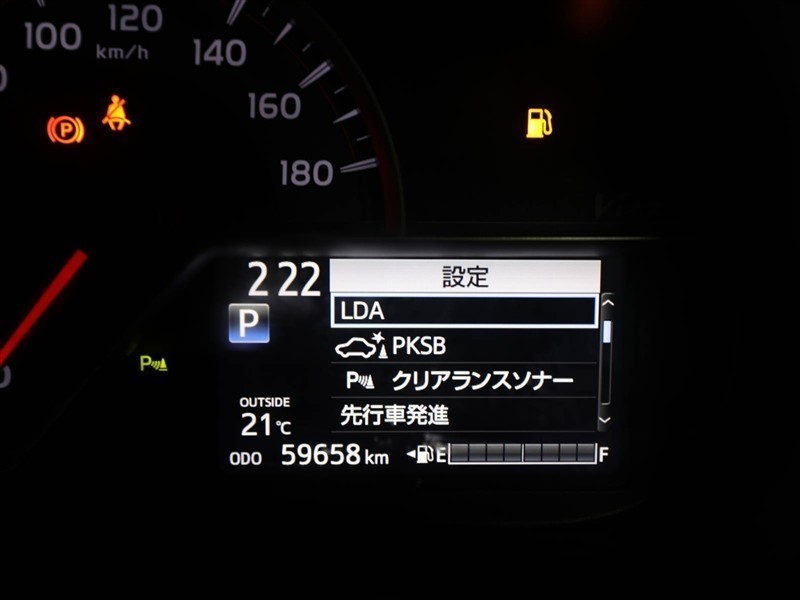 100
120
km/h
140
160
180
P
2 22
設定
P
LDA
PKSB
P クリアランスソナー
P
OUTSIDE
21℃
先行車発進
ODO 59658 km
E F